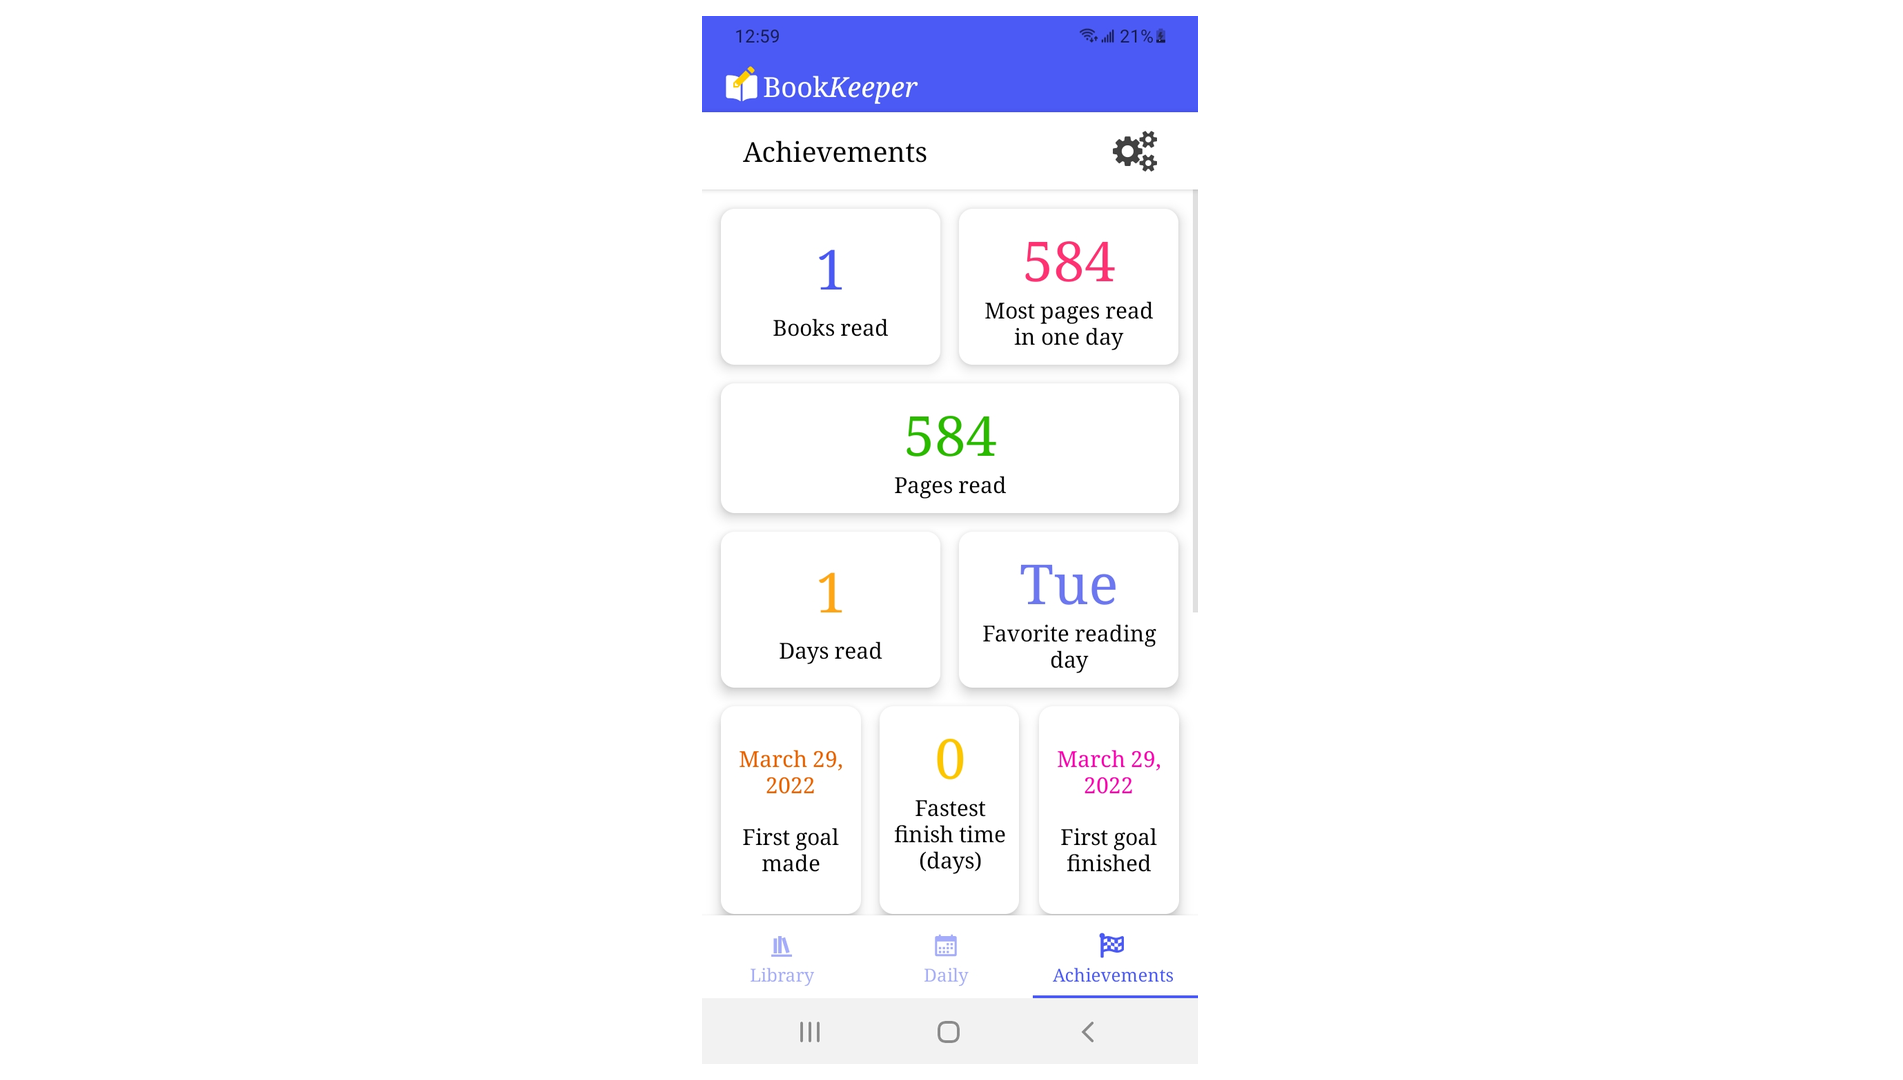 12:59
21%
BookKeeper
Achievements
1
Books read
584
Most pages read
in one day
584
Pages read
1
Days read
Tue
Favorite reading
day
March 29,
2022
First goal
made
0
Fastest
finish time
(days)
March 29,
2022
First goal
finished
Library
Daily
Achievements